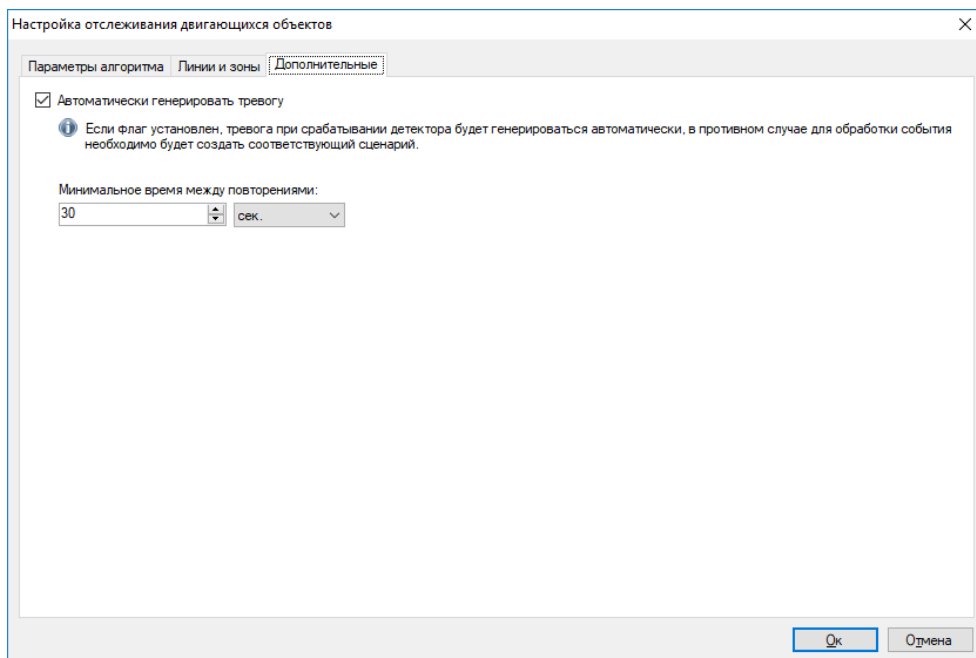 Настройка отслеживания двигающихся объектов
Параметры алгоритма Линии и зоны Дополнительные
Автоматически генерировать тревогу
Если флаг установлен, тревога при срабатывании детектора будет генерироваться автоматически, в противном случае для обработки события
необходимо будет создать соответствующий сценарий.
Минимальное время между повторениями:
30 сек.
Ок Отмена